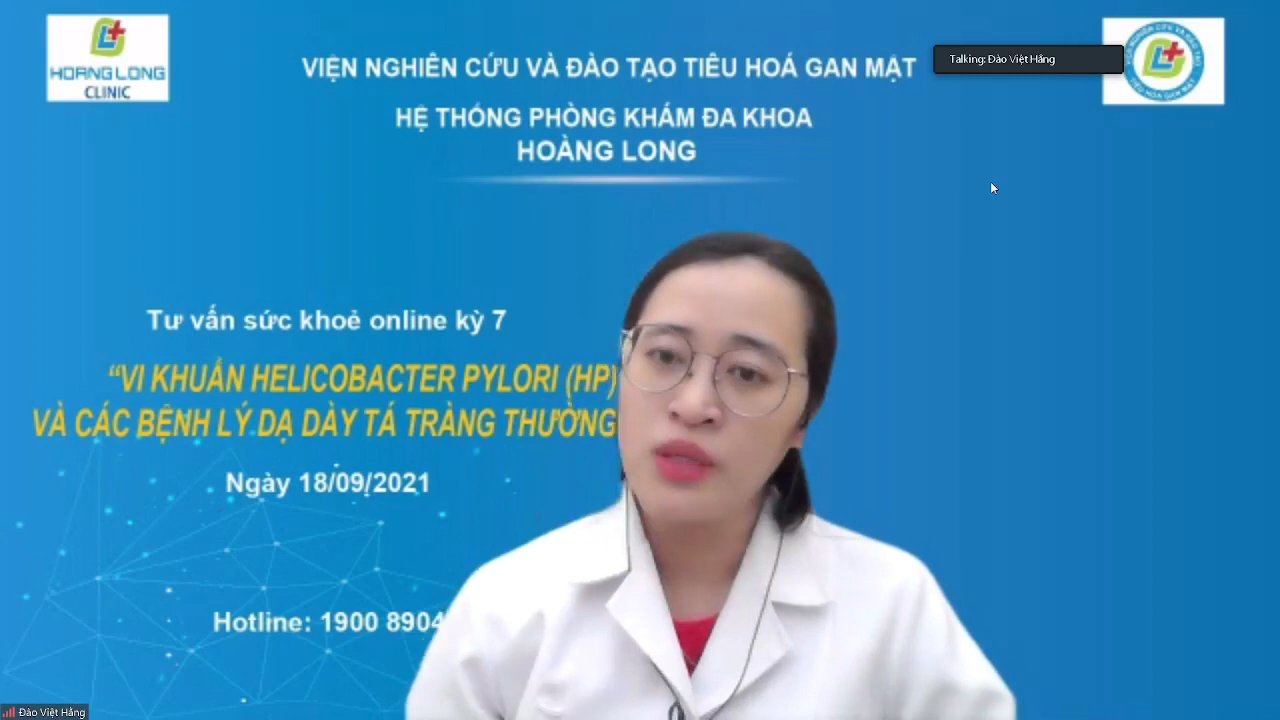 HOANG LONG
CLINIC
VIỆN NGHIÊN CỨU VÀ ĐÀO TẠO TIÊU HOÁ GAN MẬT
Talking: Đào Việt Hằng
HỆ THỐNG PHÒNG KHÁM ĐA KHOA
HOÀNG LONG
Tư vấn sức khoẻ online kỳ 7
“VI KHUẨN HELICOBACTER PYLORI (HP)
VÀ CÁC BỆNH LÝ DẠ DÀY TÁ TRÀNG THƯỜNG
Ngày 18/09/2021
Hotline: 1900 8904
Đào Việt Hằng